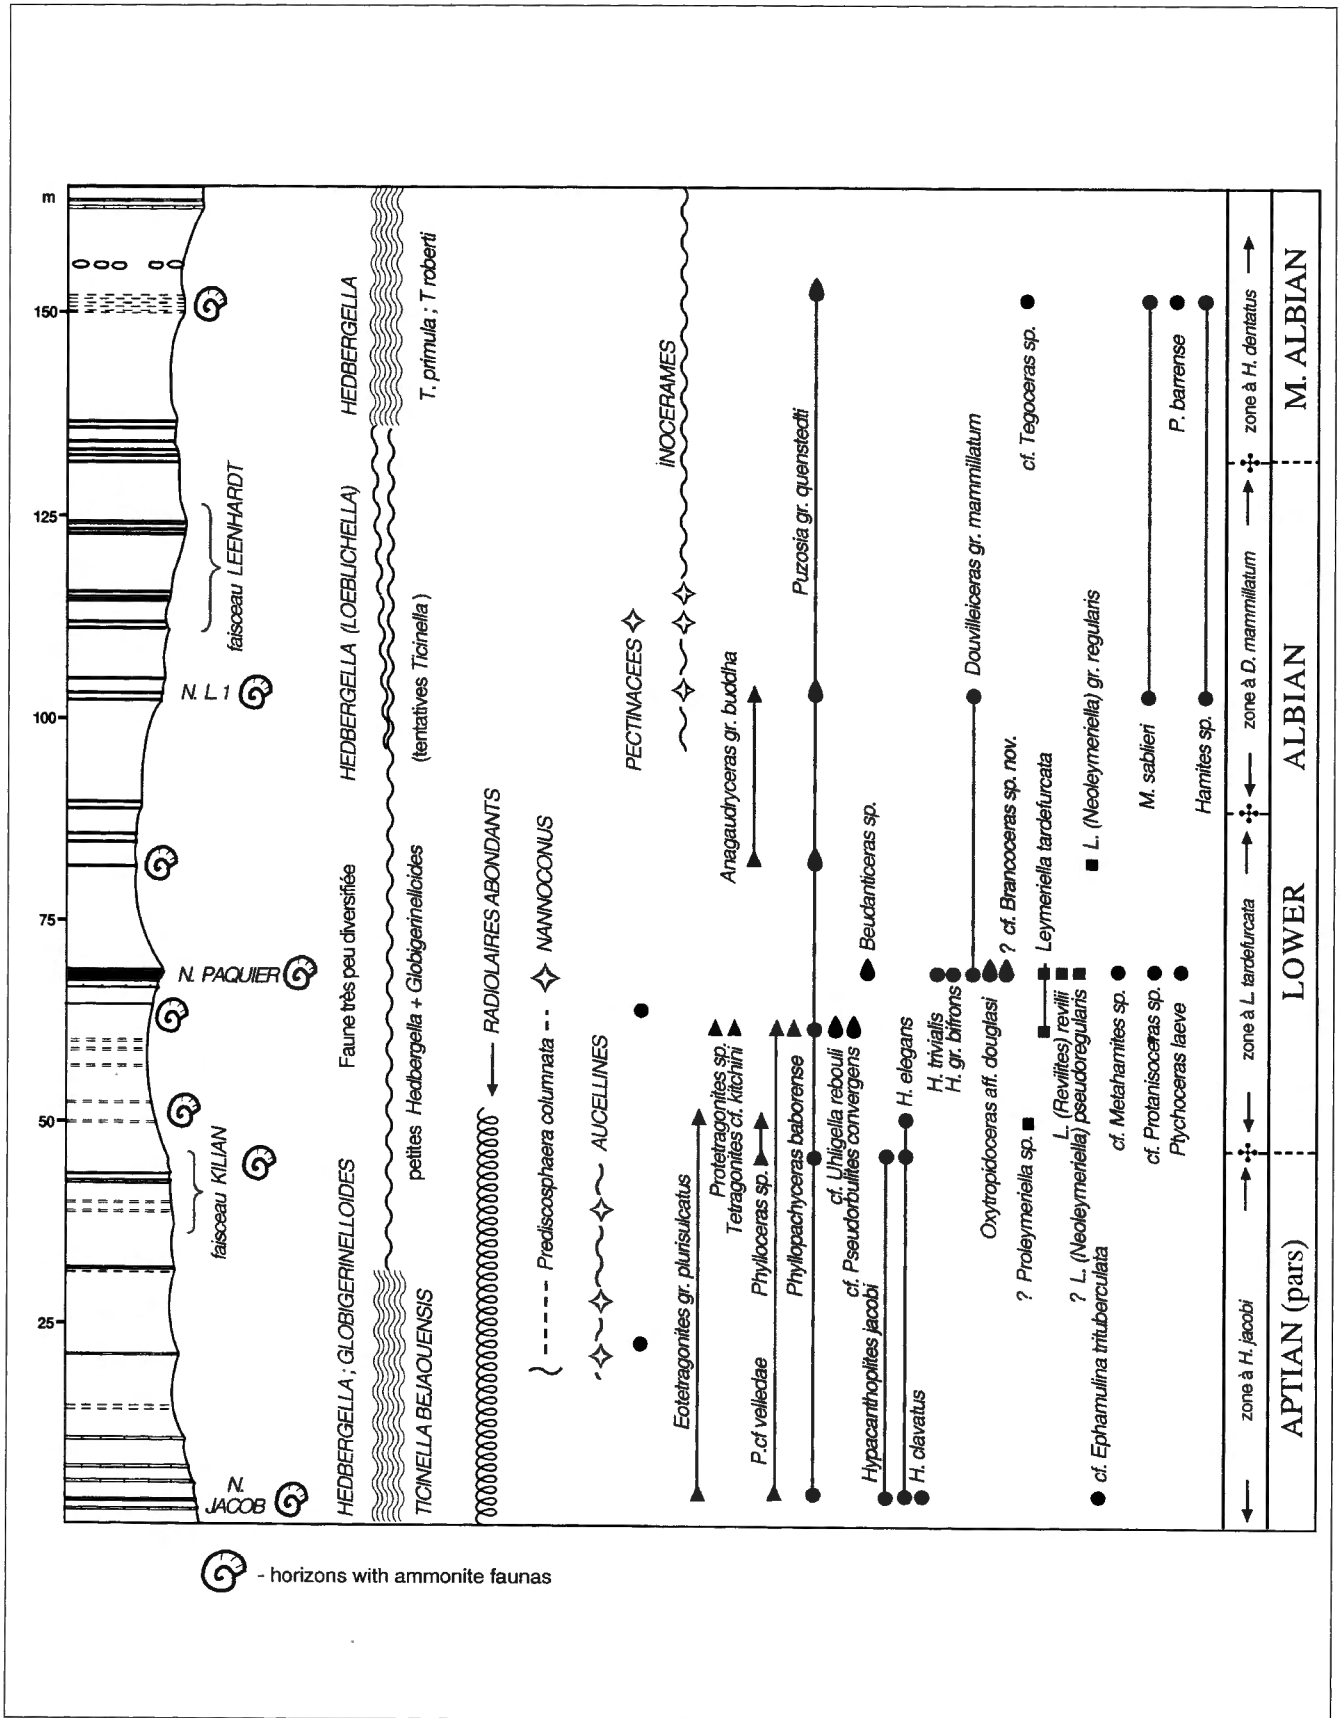 m
150
125
100
75
50
25
faisceau LEENHARDT
N. L 1
N. PAQUIER
faisceau KILIAN
N.
JACOB
HEDBERGELLA
T. primula ; T roberti
HEDBERGELLA (LOEBLICHELLA)
(tentatives Ticinella)
Faune très peu diversifiée
petites Hedbergella + Globigerinelloides
HEDBERGELLA ; GLOBIGERINELLOIDES
TICINELLA BEJAOUENSIS
RADIOLAIRES ABONDANTS
Prediscosphaera columnata
NANNOCONUS
AUCELLINES
PECTINACEES
INOCERAMES
Eotetragonites gr. plurisulcatus
Protetragonites sp.
Tetragonites cf. kitchini
Anagaudryceras gr. buddha
P.cf velledae
Phylloceras sp.
Phyllopachyceras baborense
Puzosia gr. quenstedti
cf. Uhligella rebouli
cf. Pseudorbulites convergens
Beudanticeras sp.
Hypacanthoplites jacobi
H. elegans
H. clavatus
H. trivialis
H. gr. bifrons
Douvilleiceras gr. mammillatum
Oxytropidoceras aff. douglasi
? cf. Brancoceras sp. nov.
cf. Tegoceras sp.
? Proleymeriella sp.
Leymeriella tardefurcata
L. (Revilites) revilii
? L. (Neoleymeriella) pseudoregularis
L. (Neoleymeriella) gr. regularis
cf. Ephamulina trituberculata
cf. Metahamites sp.
cf. Protanisoceras sp.
Ptychoceras laeve
M. sablieri
P. barrense
Hamites sp.
zone à H. jacobi
zone à L. tardefurcata
zone à D. mammillatum
zone à H. dentatus
APTIAN (pars)
LOWER ALBIAN
M. ALBIAN
- horizons with ammonite faunas